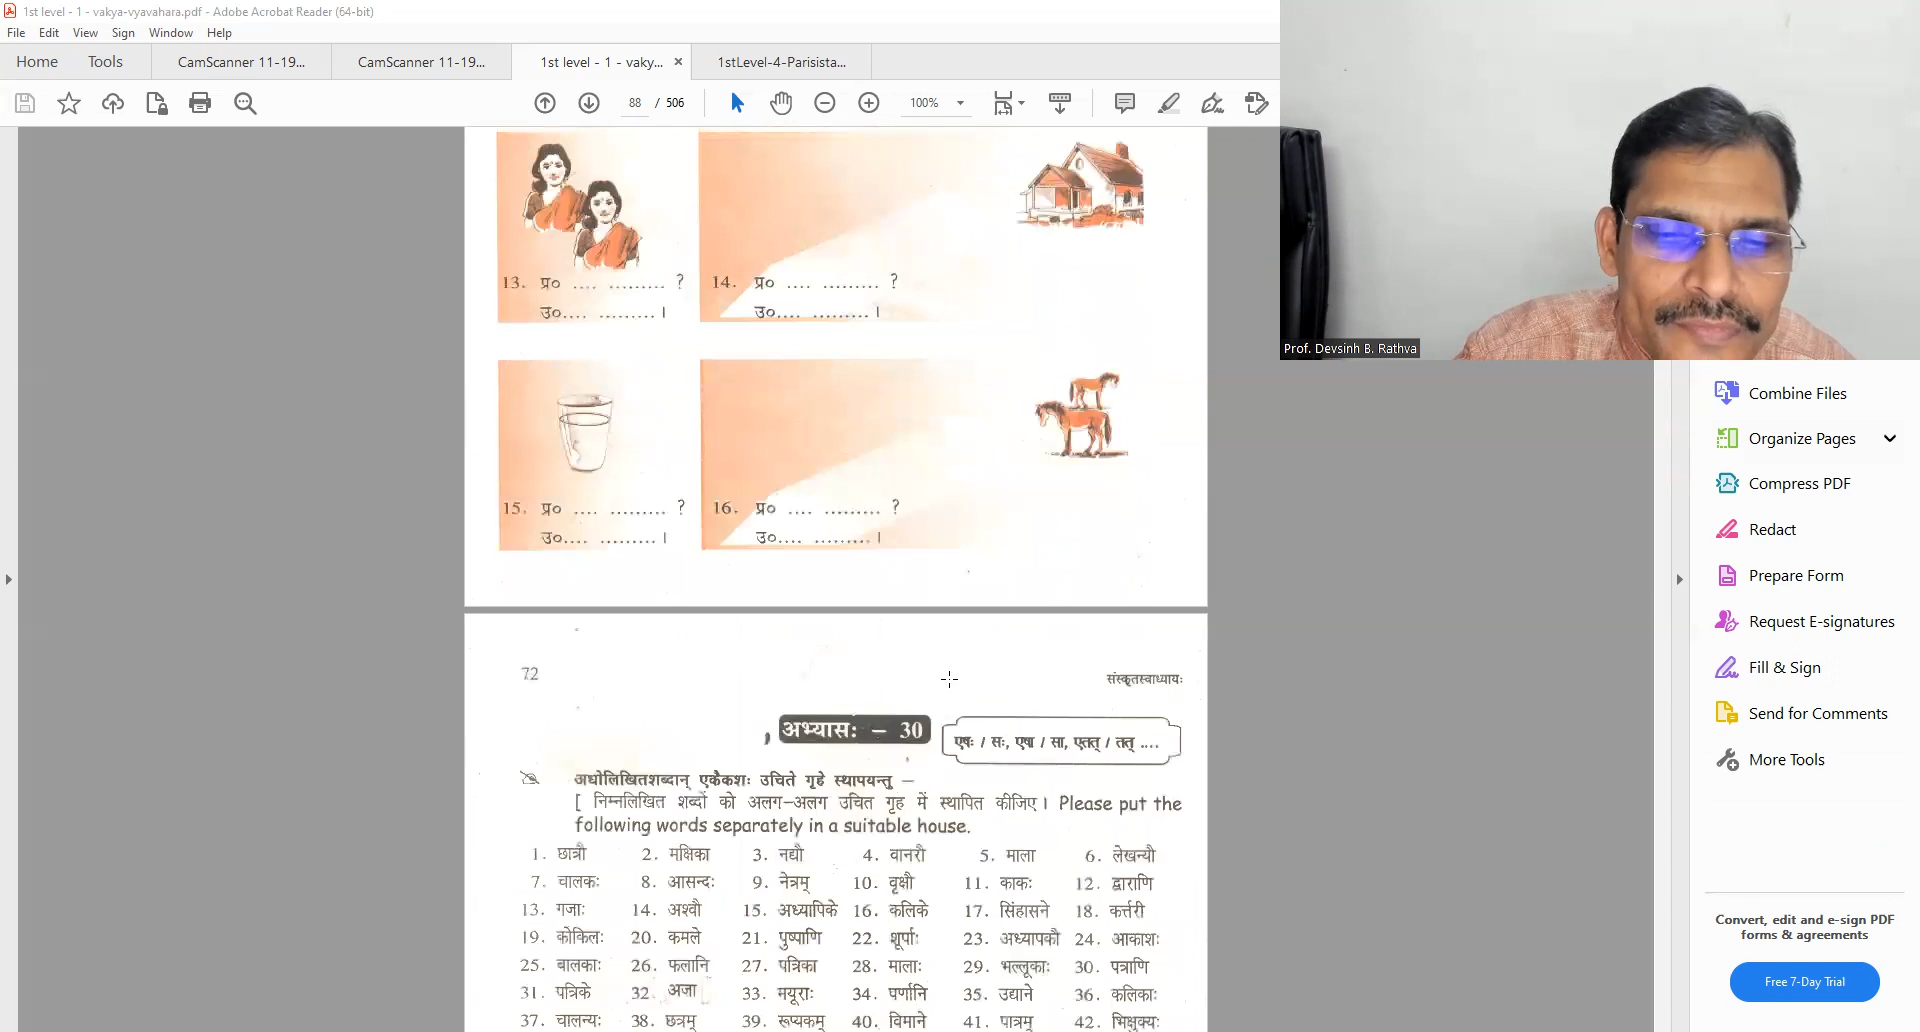 1st level - 1 - vakya-vyavahara.pdf - Adobe Acrobat Reader (64-bit)
File Edit View Sign Window Help
Home Tools CamScanner 11-19... CamScanner 11-19... 1st level - 1 - vaky... × 1stLevel-4-Parisista...
88 / 506 100%
Prof. Devsinh B. Rathva
13. प्र० .... ......... ? 14. प्र० .... ......... ?
उ०.... ......... । उ०.... ......... ।
15. प्र० .... ......... ? 16. प्र० .... ......... ?
उ०.... ......... । उ०.... ......... ।
72 संस्कृतस्वाध्यायः
अभ्यासः – 30 एषः / सः, एषा / सा, एतत् / तत् ....
अधोलिखितशब्दान् एकैकशः उचिते गृहे स्थापयन्तु –
[ निम्नलिखित शब्दों को अलग-अलग उचित गृह में स्थापित कीजिए। Please put the
following words separately in a suitable house.
1. छात्रौ 2. मक्षिका 3. नद्यौ 4. वानरौ 5. माला 6. लेखन्यौ
7. चालकः 8. आसन्दः 9. नेत्रम् 10. वृक्षौ 11. काकः 12. द्वाराणि
13. गजाः 14. अश्वौ 15. अध्यापिके 16. कलिके 17. सिंहासने 18. कर्त्तरी
19. कोकिलः 20. कमले 21. पुष्पाणि 22. शूर्पाः 23. अध्यापकौ 24. आकाशः
25. बालकाः 26. फलानि 27. पत्रिका 28. मालाः 29. भल्लूकाः 30. पत्राणि
31. पत्रिके 32. अजा 33. मयूराः 34. पर्णानि 35. उद्याने 36. कलिकाः
37. चालन्यः 38. छत्रम् 39. रूप्यकम् 40. विमाने 41. पात्रम् 42. भिक्षुक्यः
Combine Files
Organize Pages
Compress PDF
Redact
Prepare Form
Request E-signatures
Fill & Sign
Send for Comments
More Tools
Convert, edit and e-sign PDF
forms & agreements
Free 7-Day Trial